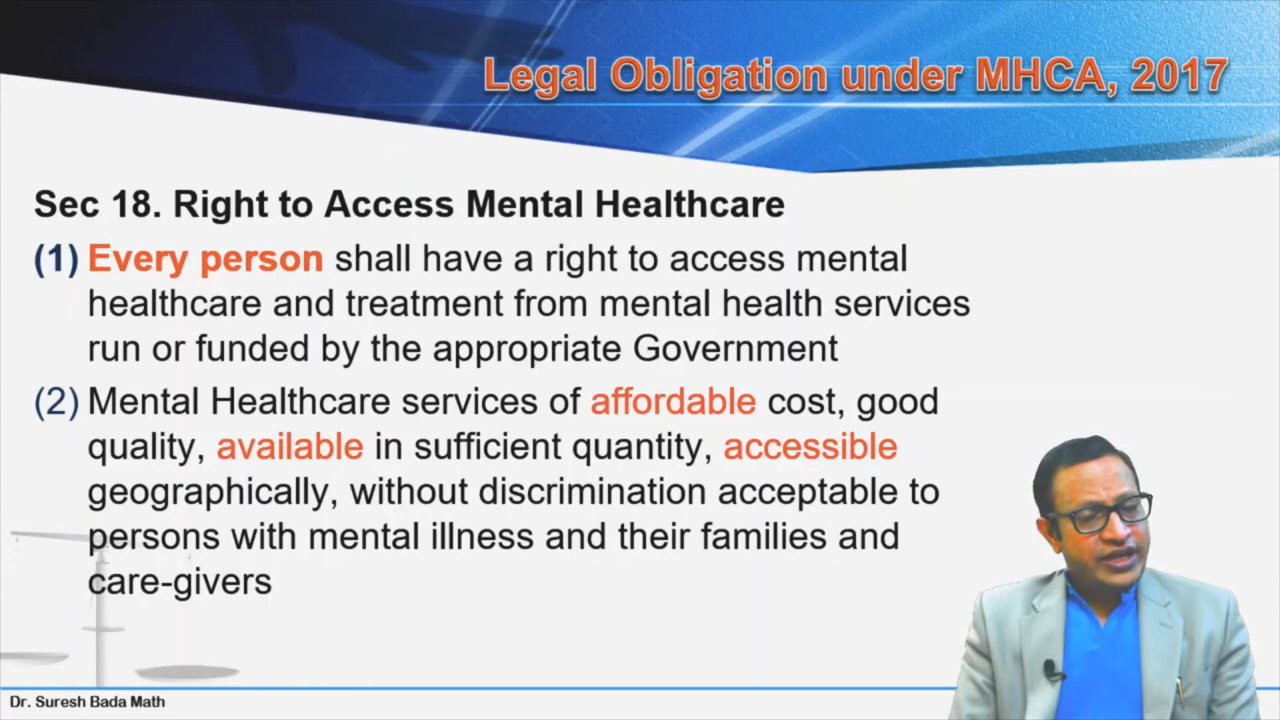 Legal Obligation under MHCA, 2017
Sec 18. Right to Access Mental Healthcare
(1) Every person shall have a right to access mental
healthcare and treatment from mental health services
run or funded by the appropriate Government
(2) Mental Healthcare services of affordable cost, good
quality, available in sufficient quantity, accessible
geographically, without discrimination acceptable to
persons with mental illness and their families and
care-givers
Dr. Suresh Bada Math